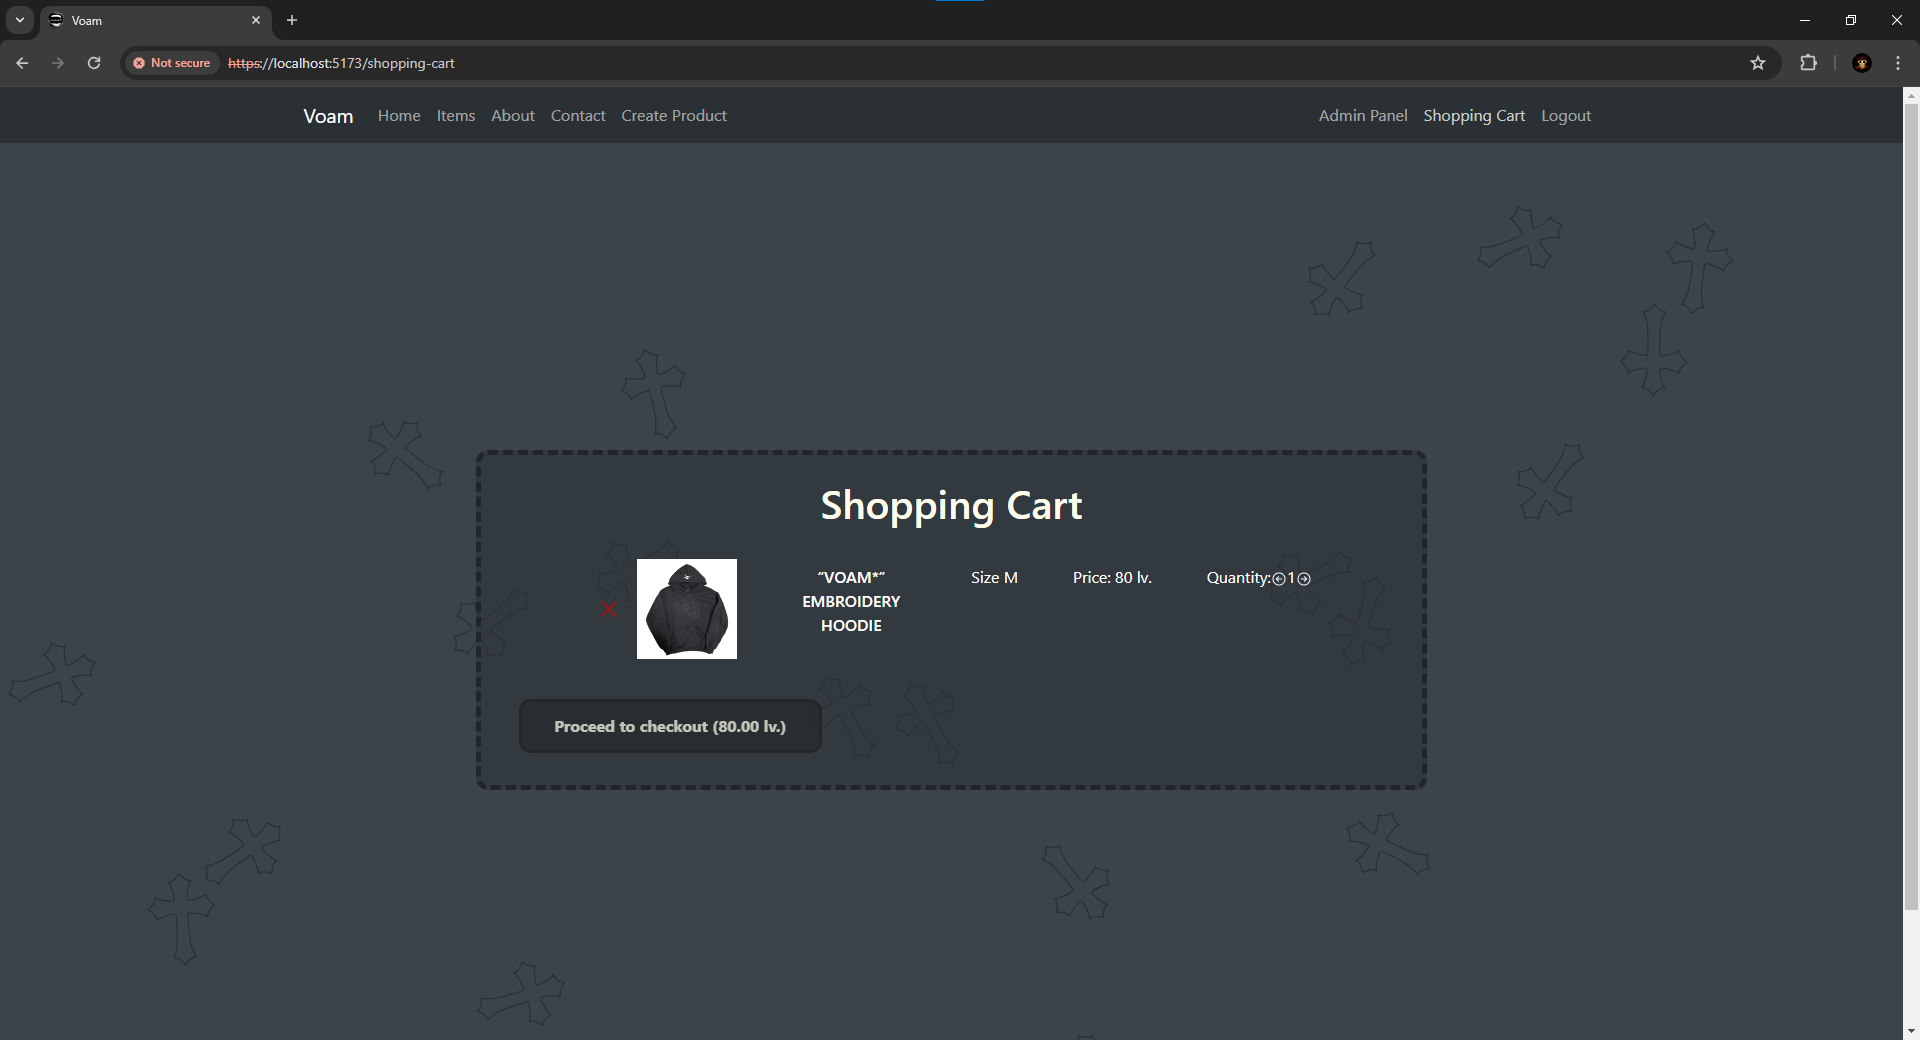 Voam
Not secure https://localhost:5173/shopping-cart
Voam Home Items About Contact Create Product Admin Panel Shopping Cart Logout
Shopping Cart
“VOAM*” Size M Price: 80 lv. Quantity: 1
EMBROIDERY
HOODIE
Proceed to checkout (80.00 lv.)